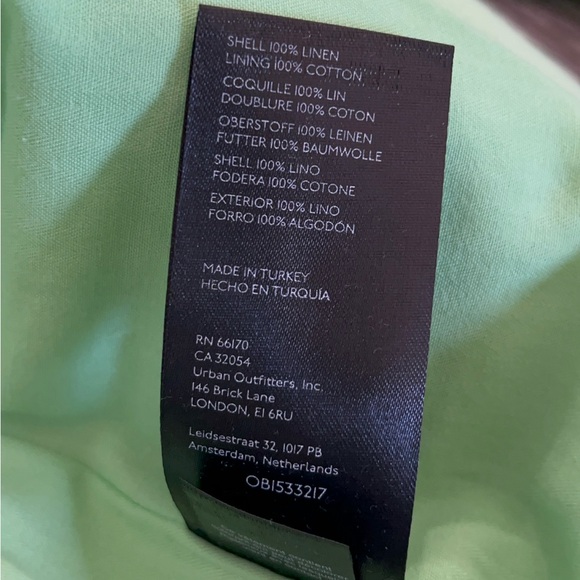 SHELL 100% LINEN
LINING 100% COTTON
COQUILLE 100% LIN
DOUBLURE 100% COTON
OBERSTOFF 100% LEINEN
FUTTER 100% BAUMWOLLE
SHELL 100% LINO
FODERA 100% COTONE
EXTERIOR 100% LINO
FORRO 100% ALGODÓN
MADE IN TURKEY
HECHO EN TURQUÍA
RN 66170
CA 32054
Urban Outfitters, Inc.
146 Brick Lane
LONDON, E1 6RU
Leidsestraat 32, 1017 PB
Amsterdam, Netherlands
OB1533217